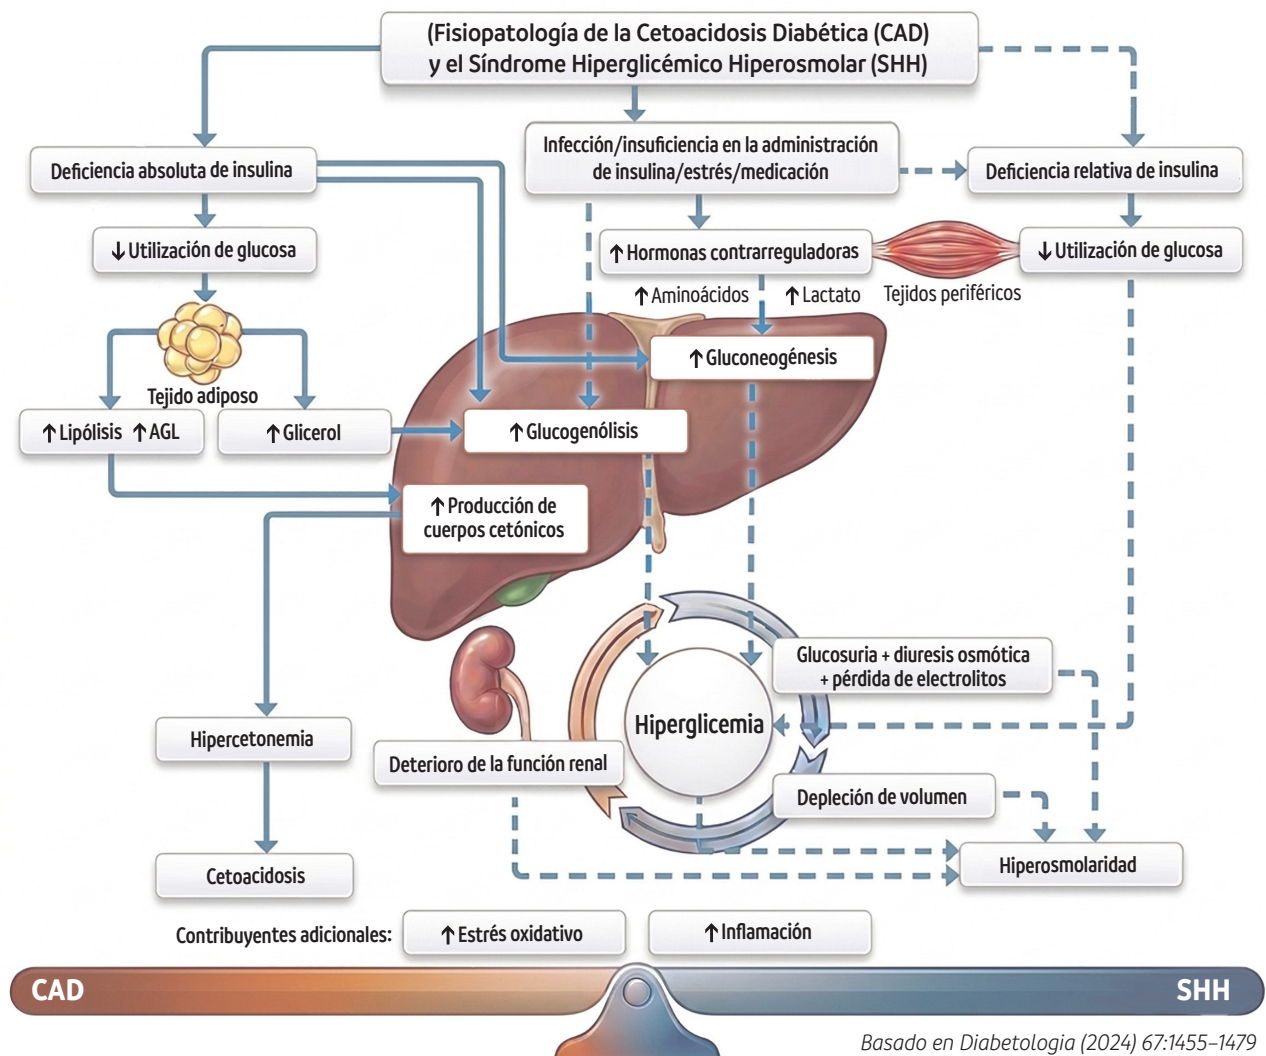 (Fisiopatología de la Cetoacidosis Diabética (CAD)
y el Síndrome Hiperglicémico Hiperosmolar (SHH)
Infección/insuficiencia en la administración
de insulina/estrés/medicación
Deficiencia absoluta de insulina
Deficiencia relativa de insulina
↓ Utilización de glucosa
↑ Hormonas contrarreguladoras
↓ Utilización de glucosa
↑ Aminoácidos
↑ Lactato
Tejidos periféricos
↑ Gluconeogénesis
Tejido adiposo
↑ Lipólisis ↑ AGL
↑ Glicerol
↑ Glucogenólisis
↑ Producción de
cuerpos cetónicos
Glucosuria + diuresis osmótica
+ pérdida de electrolitos
Hiperglicemia
Hipercetonemia
Deterioro de la función renal
Depleción de volumen
Cetoacidosis
Hiperosmolaridad
Contribuyentes adicionales:
↑ Estrés oxidativo
↑ Inflamación
CAD
SHH
Basado en Diabetologia (2024) 67:1455–1479